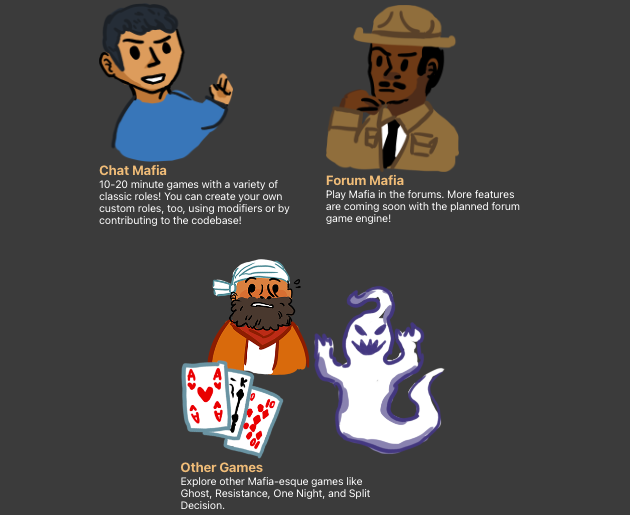 Chat Mafia
10-20 minute games with a variety of
classic roles! You can create your own
custom roles, too, using modifiers or by
contributing to the codebase!
Forum Mafia
Play Mafia in the forums. More features
are coming soon with the planned forum
game engine!
A A
A A
K
10
10
Other Games
Explore other Mafia-esque games like
Ghost, Resistance, One Night, and Split
Decision.